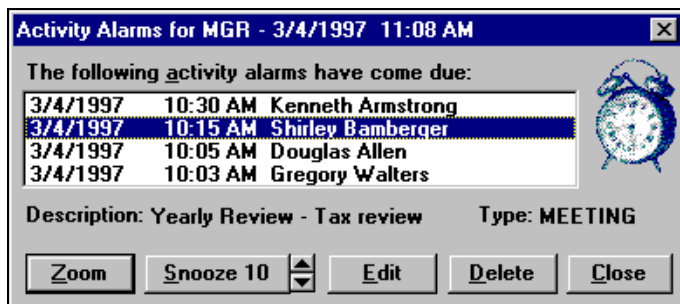 Activity Alarms for MGR - 3/4/1997 11:08 AM
The following activity alarms have come due:
3/4/1997 10:30 AM Kenneth Armstrong
3/4/1997 10:15 AM Shirley Bamberger
3/4/1997 10:05 AM Douglas Allen
3/4/1997 10:03 AM Gregory Walters
Description: Yearly Review - Tax review Type: MEETING
Zoom Snooze 10 Edit Delete Close